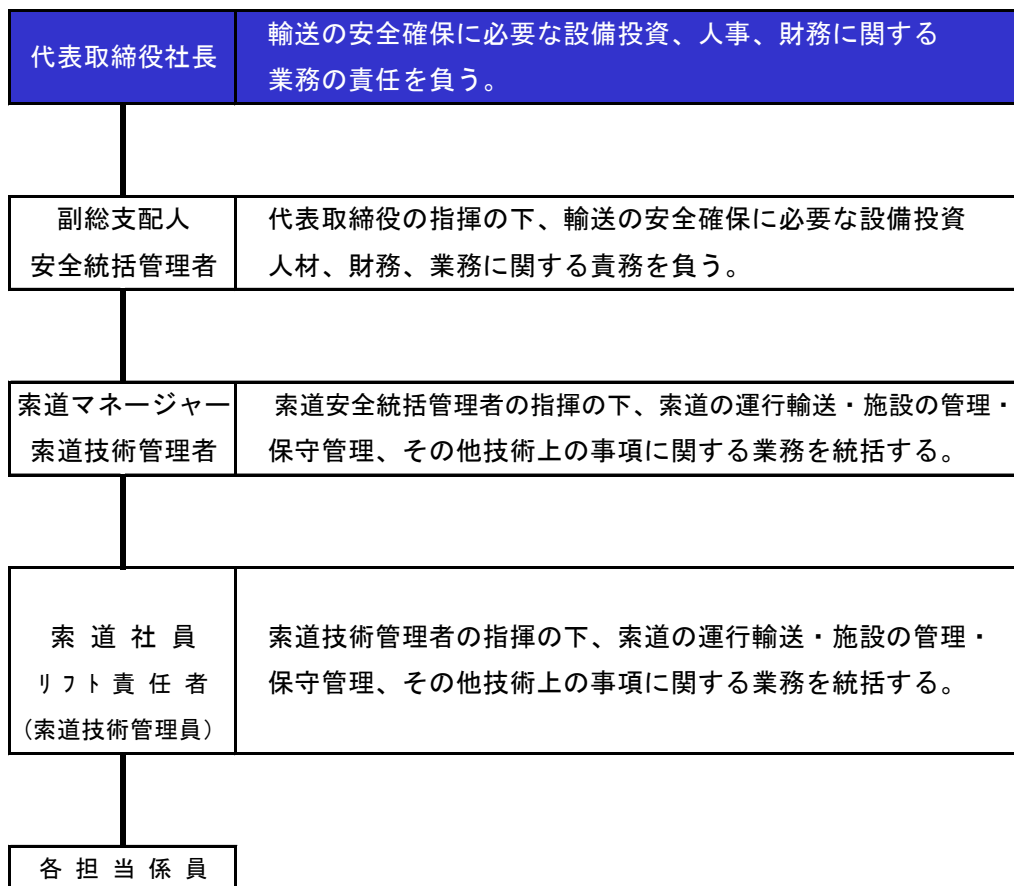 代表取締役社長
輸送の安全確保に必要な設備投資、人事、財務に関する
業務の責任を負う。
副総支配人
安全統括管理者
代表取締役の指揮の下、輸送の安全確保に必要な設備投資
人材、財務、業務に関する責務を負う。
索道マネージャー
索道技術管理者
索道安全統括管理者の指揮の下、索道の運行輸送・施設の管理・
保守管理、その他技術上の事項に関する業務を統括する。
索 道 社 員
ﾘﾌﾄ 責 任 者
(索道技術管理員)
索道技術管理者の指揮の下、索道の運行輸送・施設の管理・
保守管理、その他技術上の事項に関する業務を統括する。
各 担 当 係 員